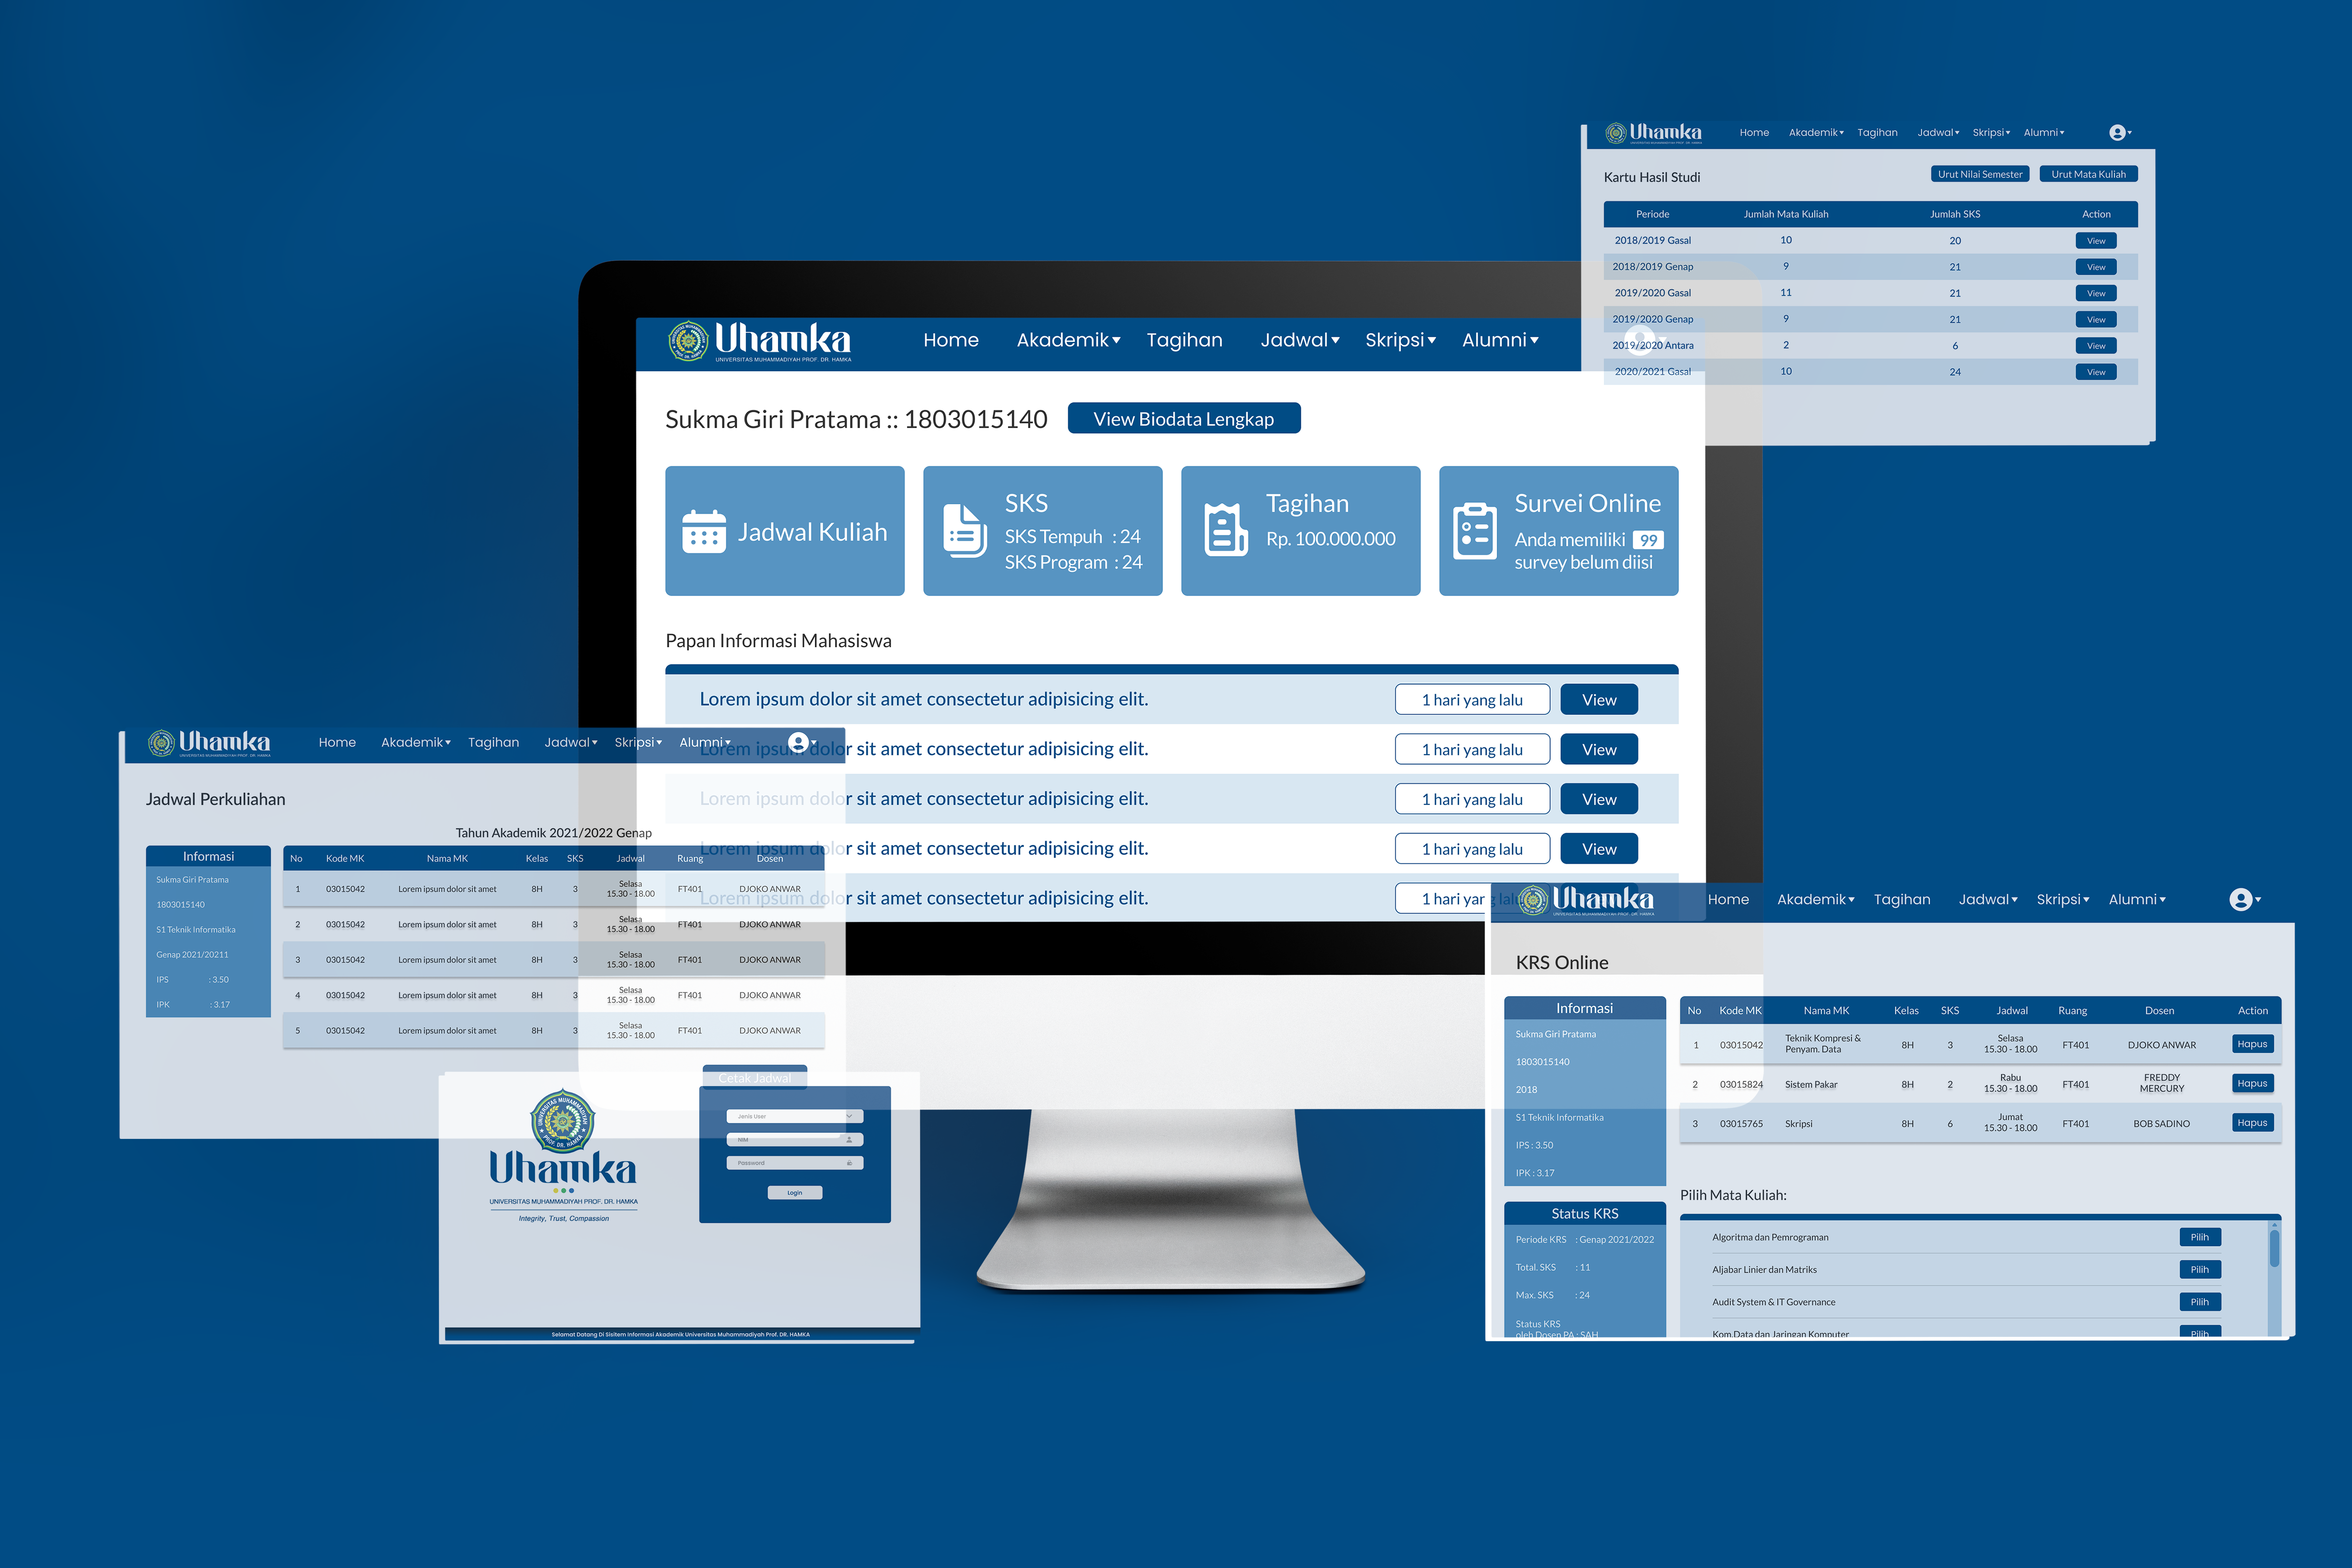 Uhamka
UNIVERSITAS MUHAMMADIYAH PROF. DR. HAMKA
Home Akademik Tagihan Jadwal Skripsi Alumni
Kartu Hasil Studi
Urut Nilai Semester Urut Mata Kuliah
Periode Jumlah Mata Kuliah Jumlah SKS Action
2018/2019 Gasal 10 20 View
2018/2019 Genap 9 21 View
2019/2020 Gasal 11 21 View
2019/2020 Genap 9 21 View
2019/2020 Antara 2 6 View
2020/2021 Gasal 10 24 View
Uhamka
UNIVERSITAS MUHAMMADIYAH PROF. DR. HAMKA
Home Akademik Tagihan Jadwal Skripsi Alumni
Sukma Giri Pratama :: 1803015140 View Biodata Lengkap
Jadwal Kuliah
SKS
SKS Tempuh : 24
SKS Program : 24
Tagihan
Rp. 100.000.000
Survei Online
Anda memiliki 99
survey belum diisi
Papan Informasi Mahasiswa
Lorem ipsum dolor sit amet consectetur adipisicing elit. 1 hari yang lalu View
Lorem ipsum dolor sit amet consectetur adipisicing elit. 1 hari yang lalu View
Lorem ipsum dolor sit amet consectetur adipisicing elit. 1 hari yang lalu View
Lorem ipsum dolor sit amet consectetur adipisicing elit. 1 hari yang lalu View
Lorem ipsum dolor sit amet consectetur adipisicing elit. 1 hari yang lalu
Uhamka
UNIVERSITAS MUHAMMADIYAH PROF. DR. HAMKA
Home Akademik Tagihan Jadwal Skripsi Alumni
Jadwal Perkuliahan
Tahun Akademik 2021/2022 Genap
Informasi
Sukma Giri Pratama
1803015140
S1 Teknik Informatika
Genap 2021/20211
IPS : 3.50
IPK : 3.17
No Kode MK Nama MK Kelas SKS Jadwal Ruang Dosen
1 03015042 Lorem ipsum dolor sit amet 8H 3 Selasa 15.30 - 18.00 FT401 DJOKO ANWAR
2 03015042 Lorem ipsum dolor sit amet 8H 3 Selasa 15.30 - 18.00 FT401 DJOKO ANWAR
3 03015042 Lorem ipsum dolor sit amet 8H 3 Selasa 15.30 - 18.00 FT401 DJOKO ANWAR
4 03015042 Lorem ipsum dolor sit amet 8H 3 Selasa 15.30 - 18.00 FT401 DJOKO ANWAR
5 03015042 Lorem ipsum dolor sit amet 8H 3 Selasa 15.30 - 18.00 FT401 DJOKO ANWAR
Cetak Jadwal
Uhamka
UNIVERSITAS MUHAMMADIYAH PROF. DR. HAMKA
Integrity, Trust, Compassion
Jenis User
NIM
Password
Login
Selamat Datang Di Sisitem Informasi Akademik Universitas Muhammadiyah Prof. DR. HAMKA
Uhamka
UNIVERSITAS MUHAMMADIYAH PROF. DR. HAMKA
Home Akademik Tagihan Jadwal Skripsi Alumni
KRS Online
Informasi
Sukma Giri Pratama
1803015140
2018
S1 Teknik Informatika
IPS : 3.50
IPK : 3.17
Status KRS
Periode KRS : Genap 2021/2022
Total. SKS : 11
Max. SKS : 24
Status KRS
oleh Dosen PA : SAH
No Kode MK Nama MK Kelas SKS Jadwal Ruang Dosen Action
1 03015042 Teknik Kompresi & Penyam. Data 8H 3 Selasa 15.30 - 18.00 FT401 DJOKO ANWAR Hapus
2 03015824 Sistem Pakar 8H 2 Rabu 15.30 - 18.00 FT401 FREDDY MERCURY Hapus
3 03015765 Skripsi 8H 6 Jumat 15.30 - 18.00 FT401 BOB SADINO Hapus
Pilih Mata Kuliah:
Algoritma dan Pemrograman Pilih
Aljabar Linier dan Matriks Pilih
Audit System & IT Governance Pilih
Kom.Data dan Jaringan Komputer Pilih